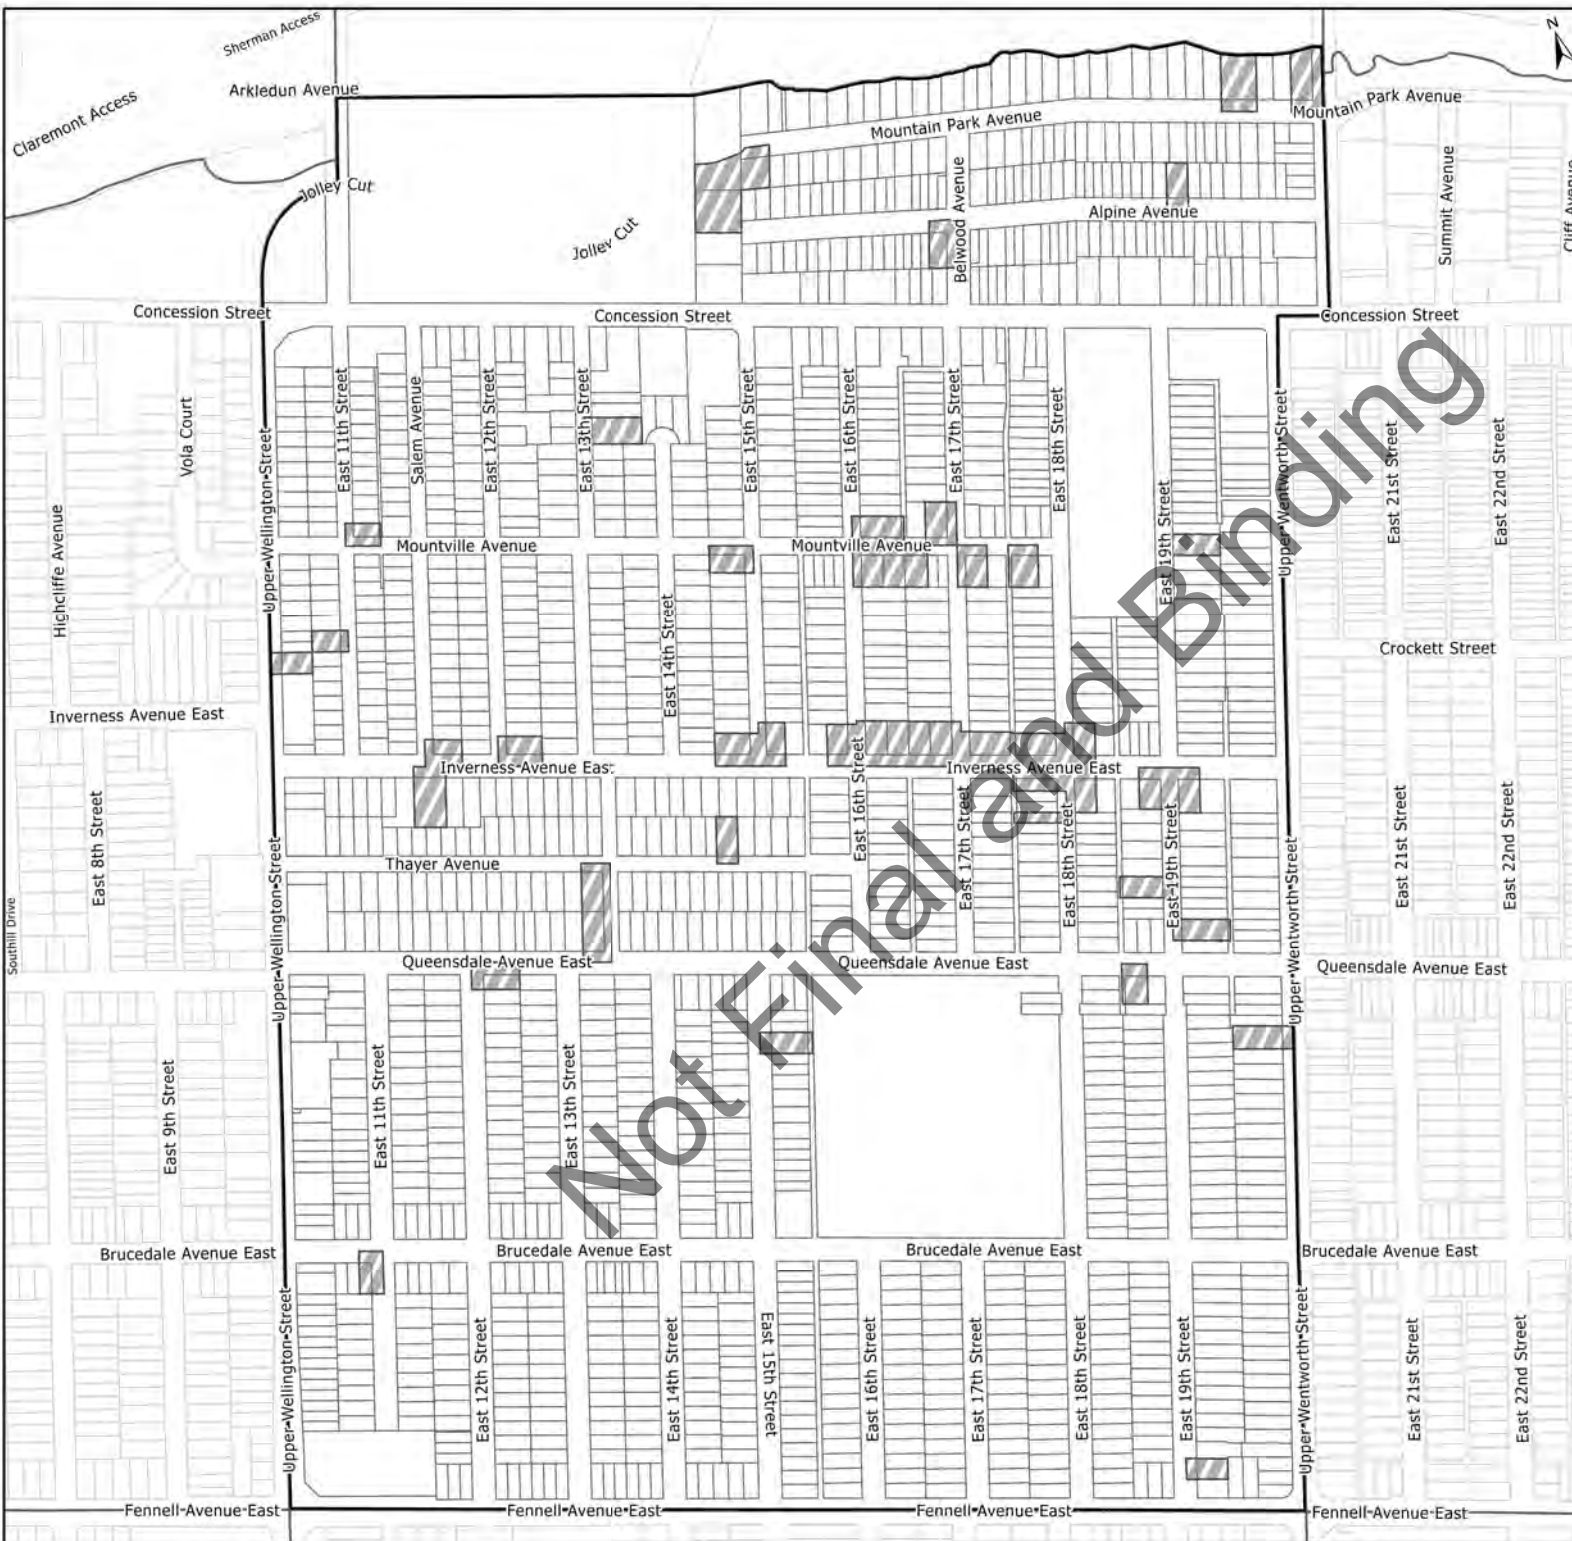 Sherman Access
N
Arkledun Avenue
Claremont Access
Mountain Park Avenue
Mountain Park Avenue
Jolley Cut
Jolley Cut
Belwood Avenue
Alpine Avenue
Summit Avenue
Cliff Avenue
Concession Street
Concession Street
Concession Street
Vola Court
Highcliffe Avenue
Upper Wellington Street
East 11th Street
Salem Avenue
East 12th Street
East 13th Street
East 15th Street
East 16th Street
East 17th Street
East 18th Street
East 19th Street
Upper Wentworth Street
East 21st Street
East 22nd Street
Mountville Avenue
Mountville Avenue
East 14th Street
Crockett Street
Inverness Avenue East
Inverness Avenue East
Inverness Avenue East
East 8th Street
Southill Drive
Upper Wellington Street
Thayer Avenue
East 16th Street
East 17th Street
East 18th Street
East 19th Street
Upper Wentworth Street
East 21st Street
East 22nd Street
Queensdale Avenue East
Queensdale Avenue East
Queensdale Avenue East
East 9th Street
East 11th Street
East 13th Street
Not Final and Binding
Brucedale Avenue East
Brucedale Avenue East
Brucedale Avenue East
Brucedale Avenue East
Upper Wellington Street
East 12th Street
East 14th Street
East 15th Street
East 16th Street
East 17th Street
East 18th Street
East 19th Street
Upper Wentworth Street
East 21st Street
East 22nd Street
Fennell Avenue East
Fennell Avenue East
Fennell Avenue East
Fennell Avenue East